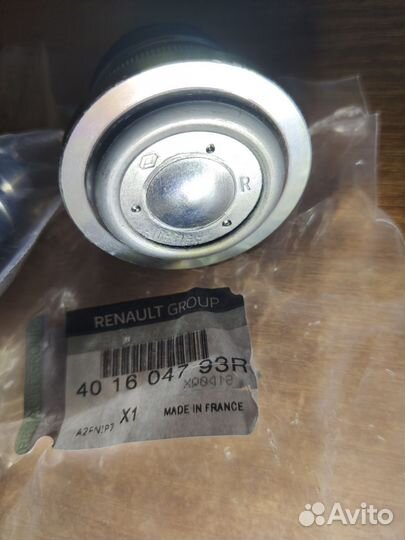 R
RENAULT GROUP
40 16 047 93R
X1 MADE IN FRANCE
Avito